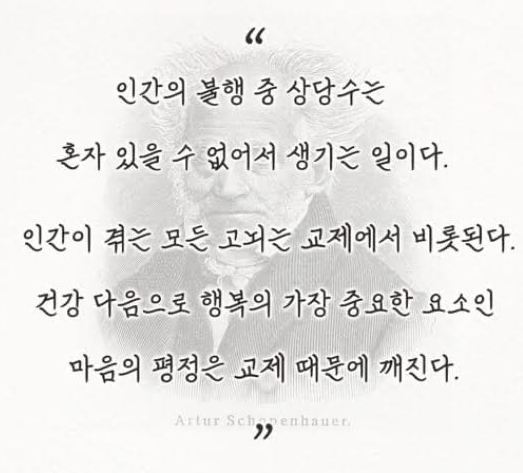 “
인간의 불행 중 상당수는
혼자 있을 수 없어서 생기는 일이다.
인간이 겪는 모든 고뇌는 교제에서 비롯된다.
건강 다음으로 행복의 가장 중요한 요소인
마음의 평정은 교제 때문에 깨진다.
Artur Schopenhauer.
”